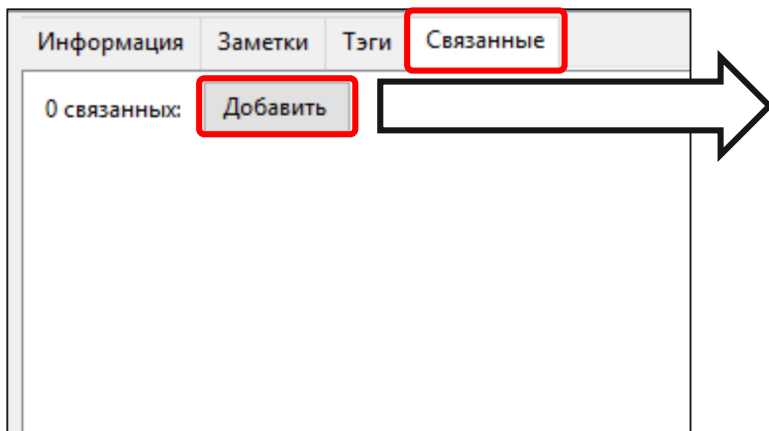 Информация Заметки Тэги Связанные
0 связанных: Добавить